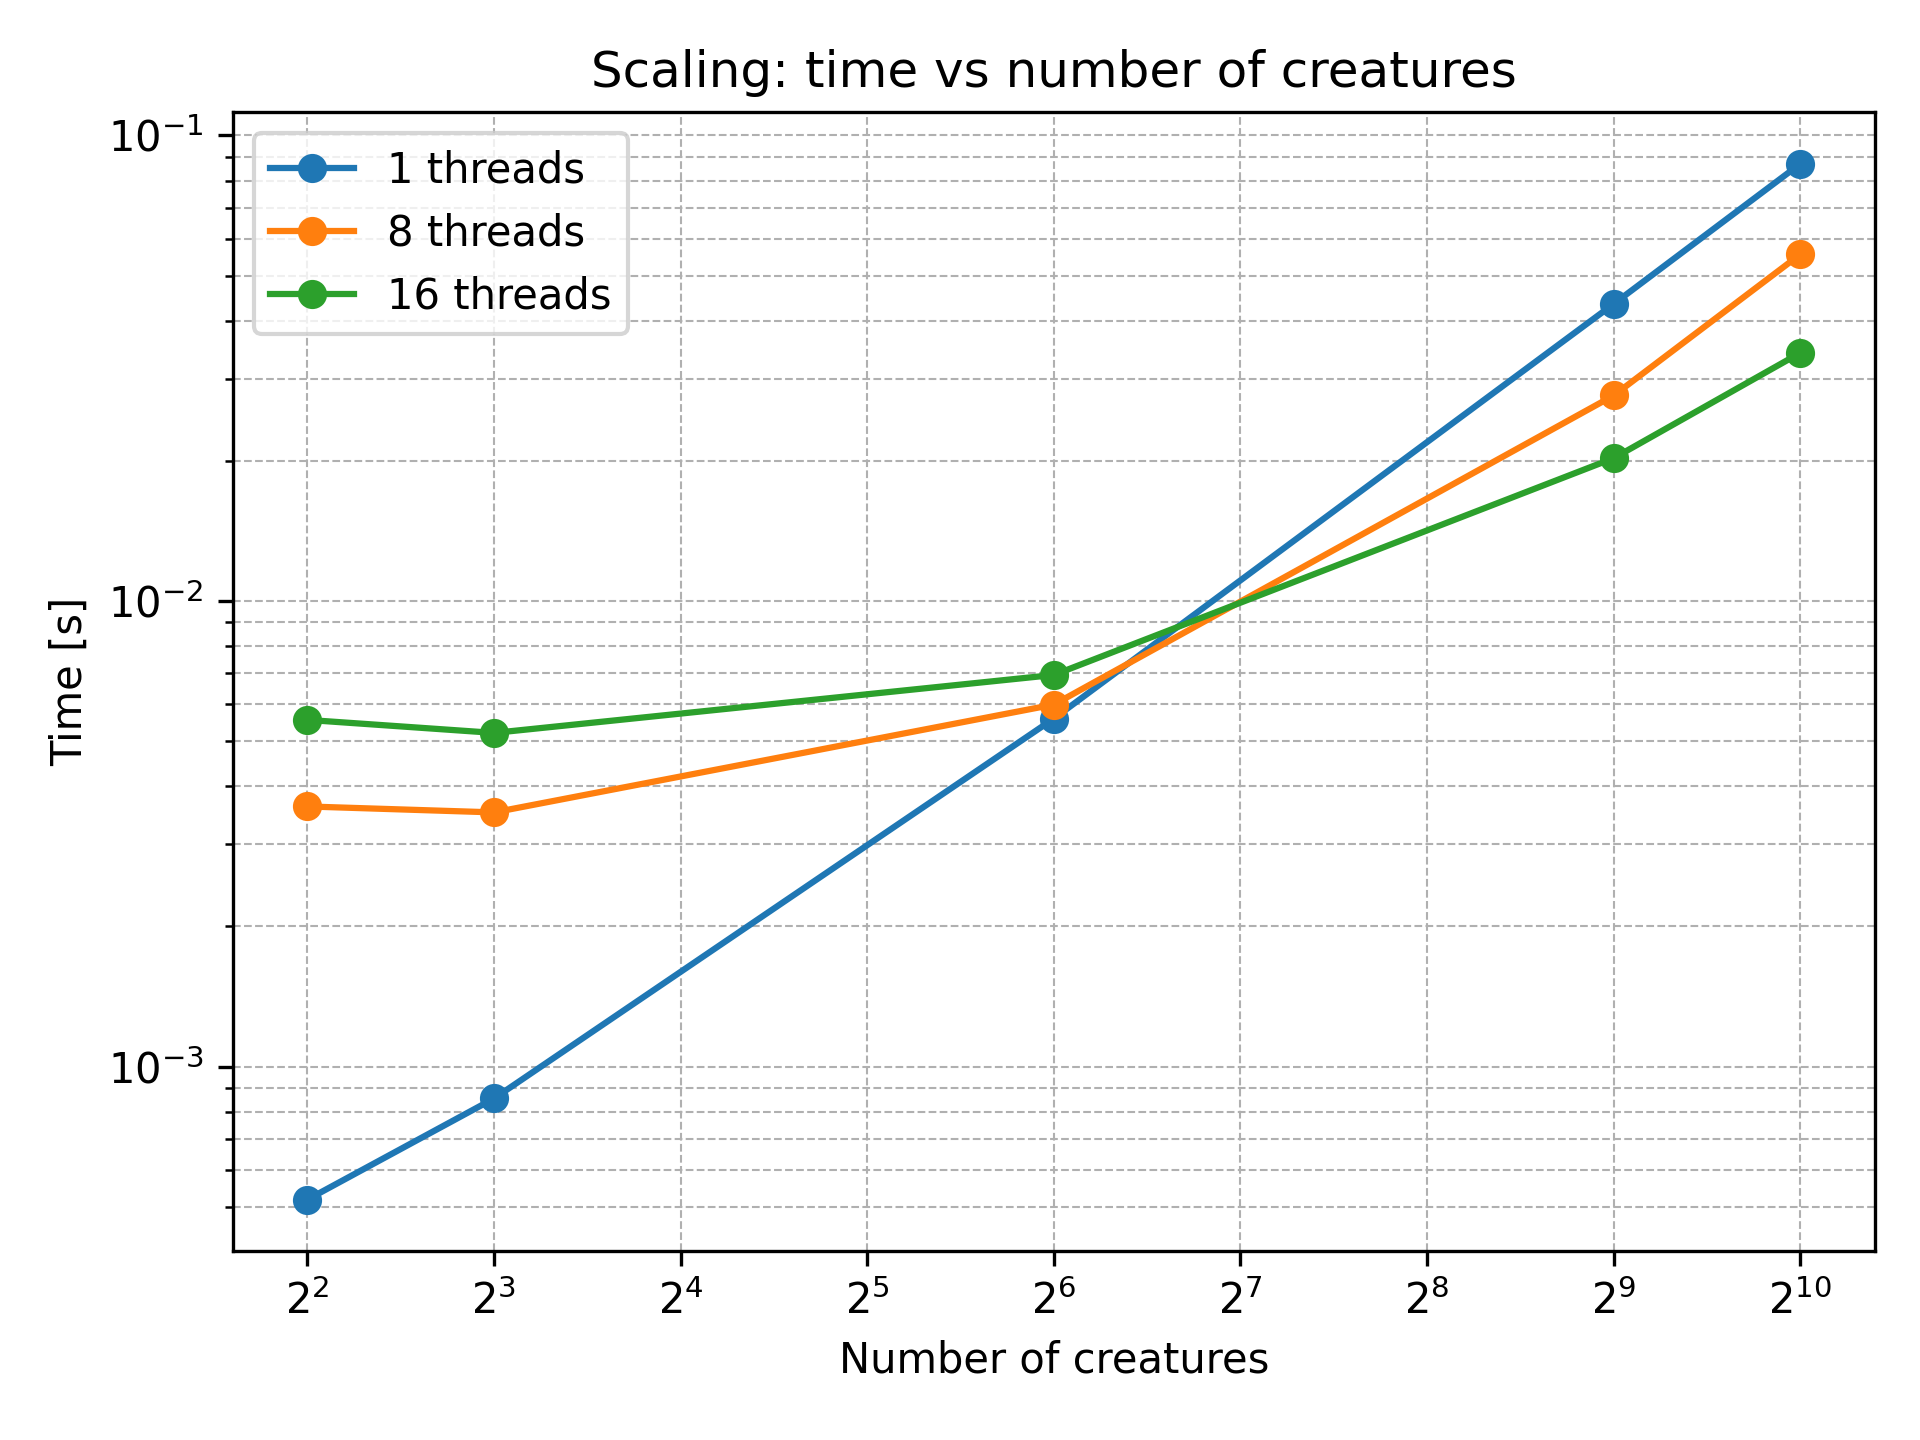 Scaling: time vs number of creatures
1 threads
8 threads
16 threads
Time [s]
10⁻¹
10⁻²
10⁻³
2² 2³ 2⁴ 2⁵ 2⁶ 2⁷ 2⁸ 2⁹ 2¹⁰
Number of creatures